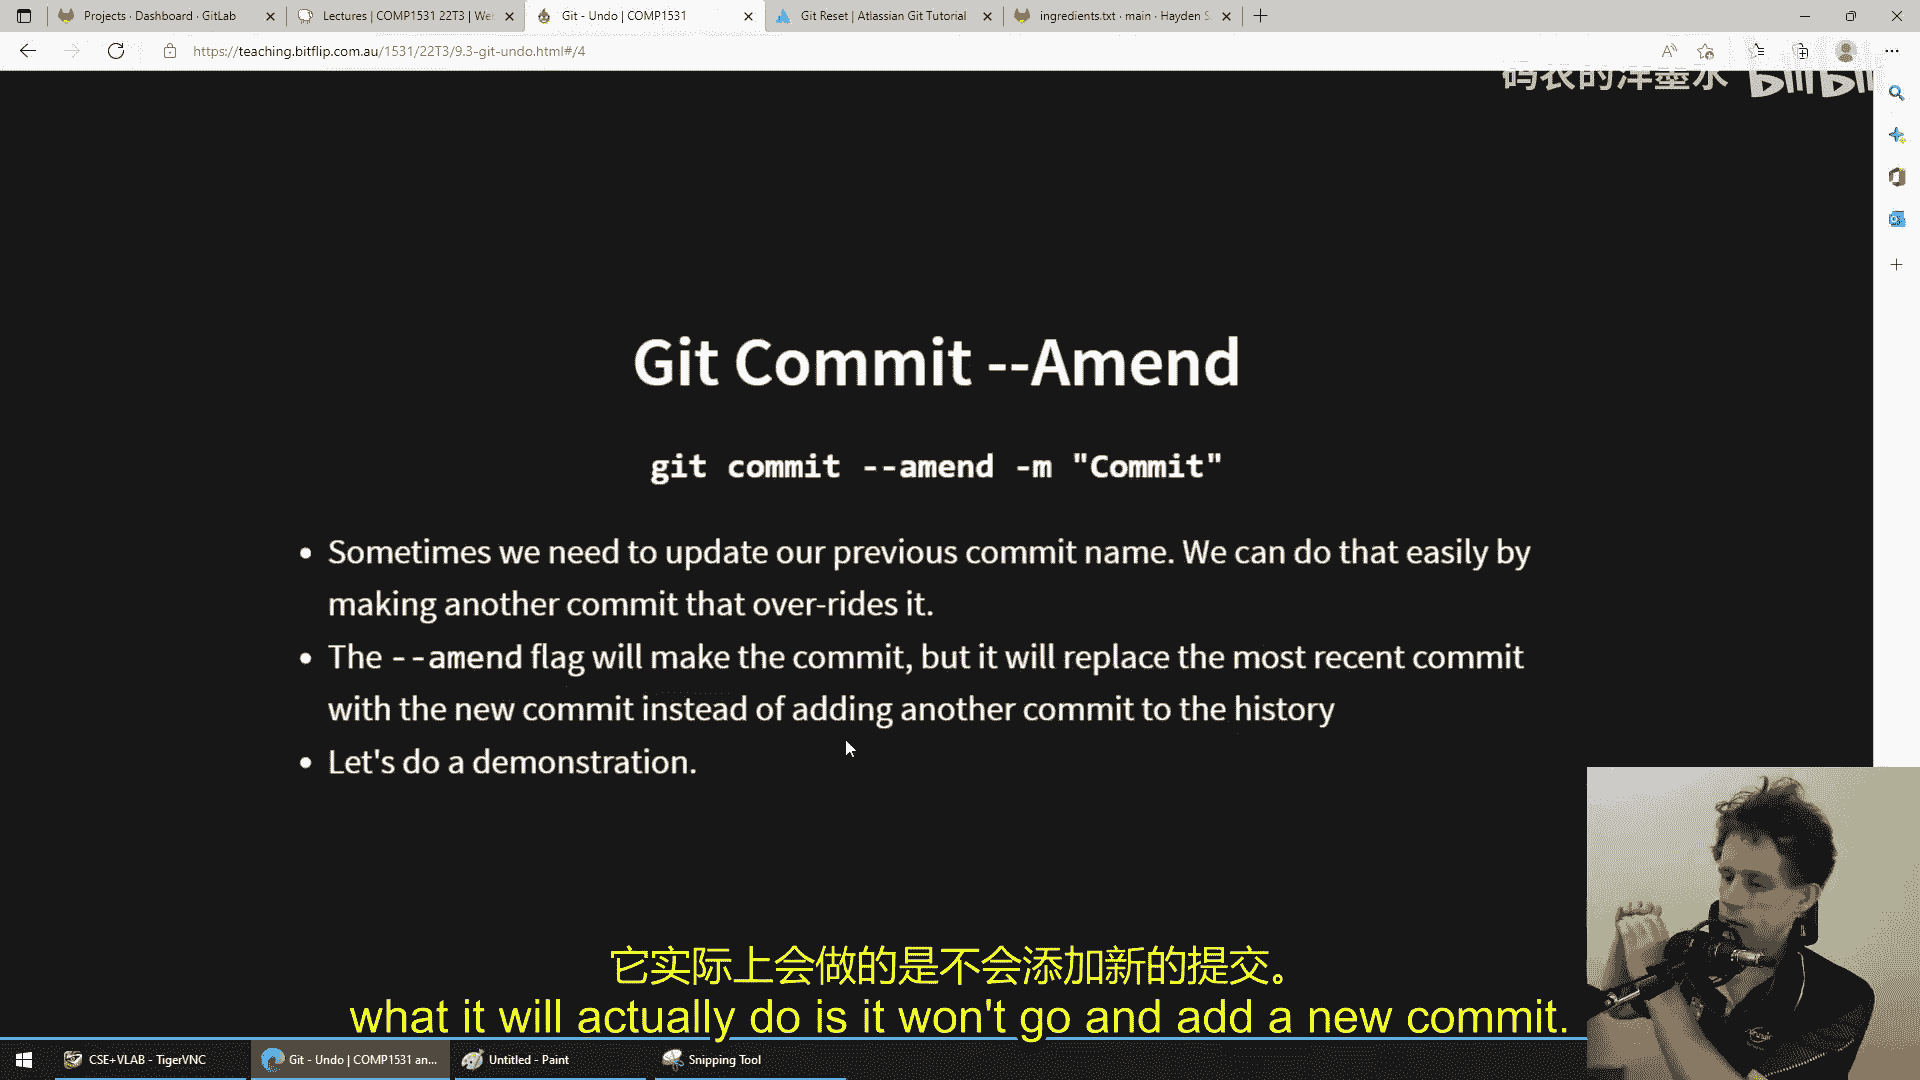 Projects · Dashboard · GitLab
Lectures | COMP1531 22T3 | We
Git - Undo | COMP1531
Git Reset | Atlassian Git Tutorial
ingredients.txt · main · Hayden S
https://teaching.bitflip.com.au/1531/22T3/9.3-git-undo.html#/4
码农的洋墨水
Git Commit --Amend
git commit --amend -m "Commit"
• Sometimes we need to update our previous commit name. We can do that easily by
making another commit that over-rides it.
• The --amend flag will make the commit, but it will replace the most recent commit
with the new commit instead of adding another commit to the history
• Let's do a demonstration.
它实际上会做的是不会添加新的提交。
what it will actually do is it won't go and add a new commit.
CSE+VLAB - TigerVNC
Git - Undo | COMP1531 an...
Untitled - Paint
Snipping Tool